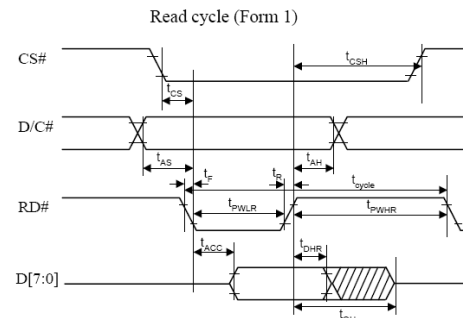 Read cycle (Form 1)
CS#
tCSH
tCS
D/C#
tAS
tF
tR
tAH
tcycle
RD#
tPWLR
tPWHR
tACC
tDHR
D[7:0]